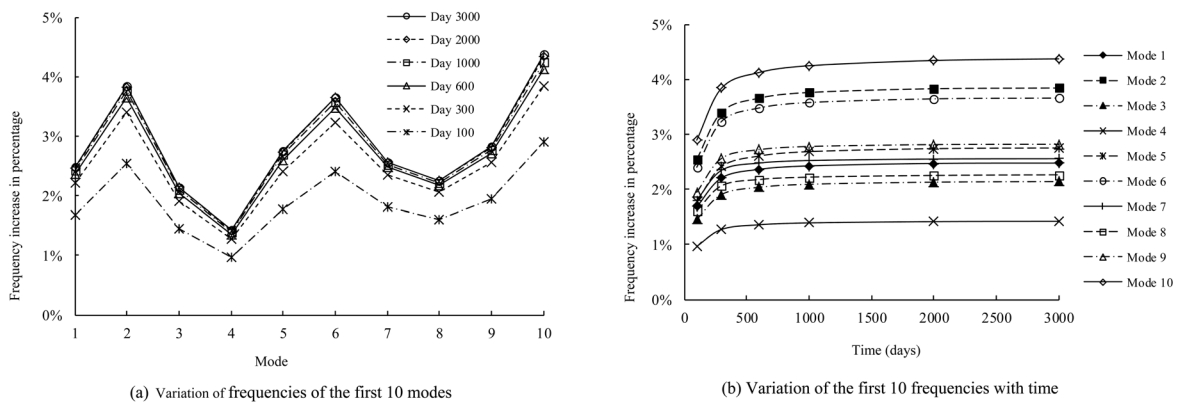 5%
4%
3%
2%
1%
0%
Frequency increase in percentage
1 2 3 4 5 6 7 8 9 10
Mode
Day 3000
Day 2000
Day 1000
Day 600
Day 300
Day 100
(a) Variation of frequencies of the first 10 modes
5%
4%
3%
2%
1%
0%
Frequency increase in percentage
0 500 1000 1500 2000 2500 3000
Time (days)
Mode 1
Mode 2
Mode 3
Mode 4
Mode 5
Mode 6
Mode 7
Mode 8
Mode 9
Mode 10
(b) Variation of the first 10 frequencies with time